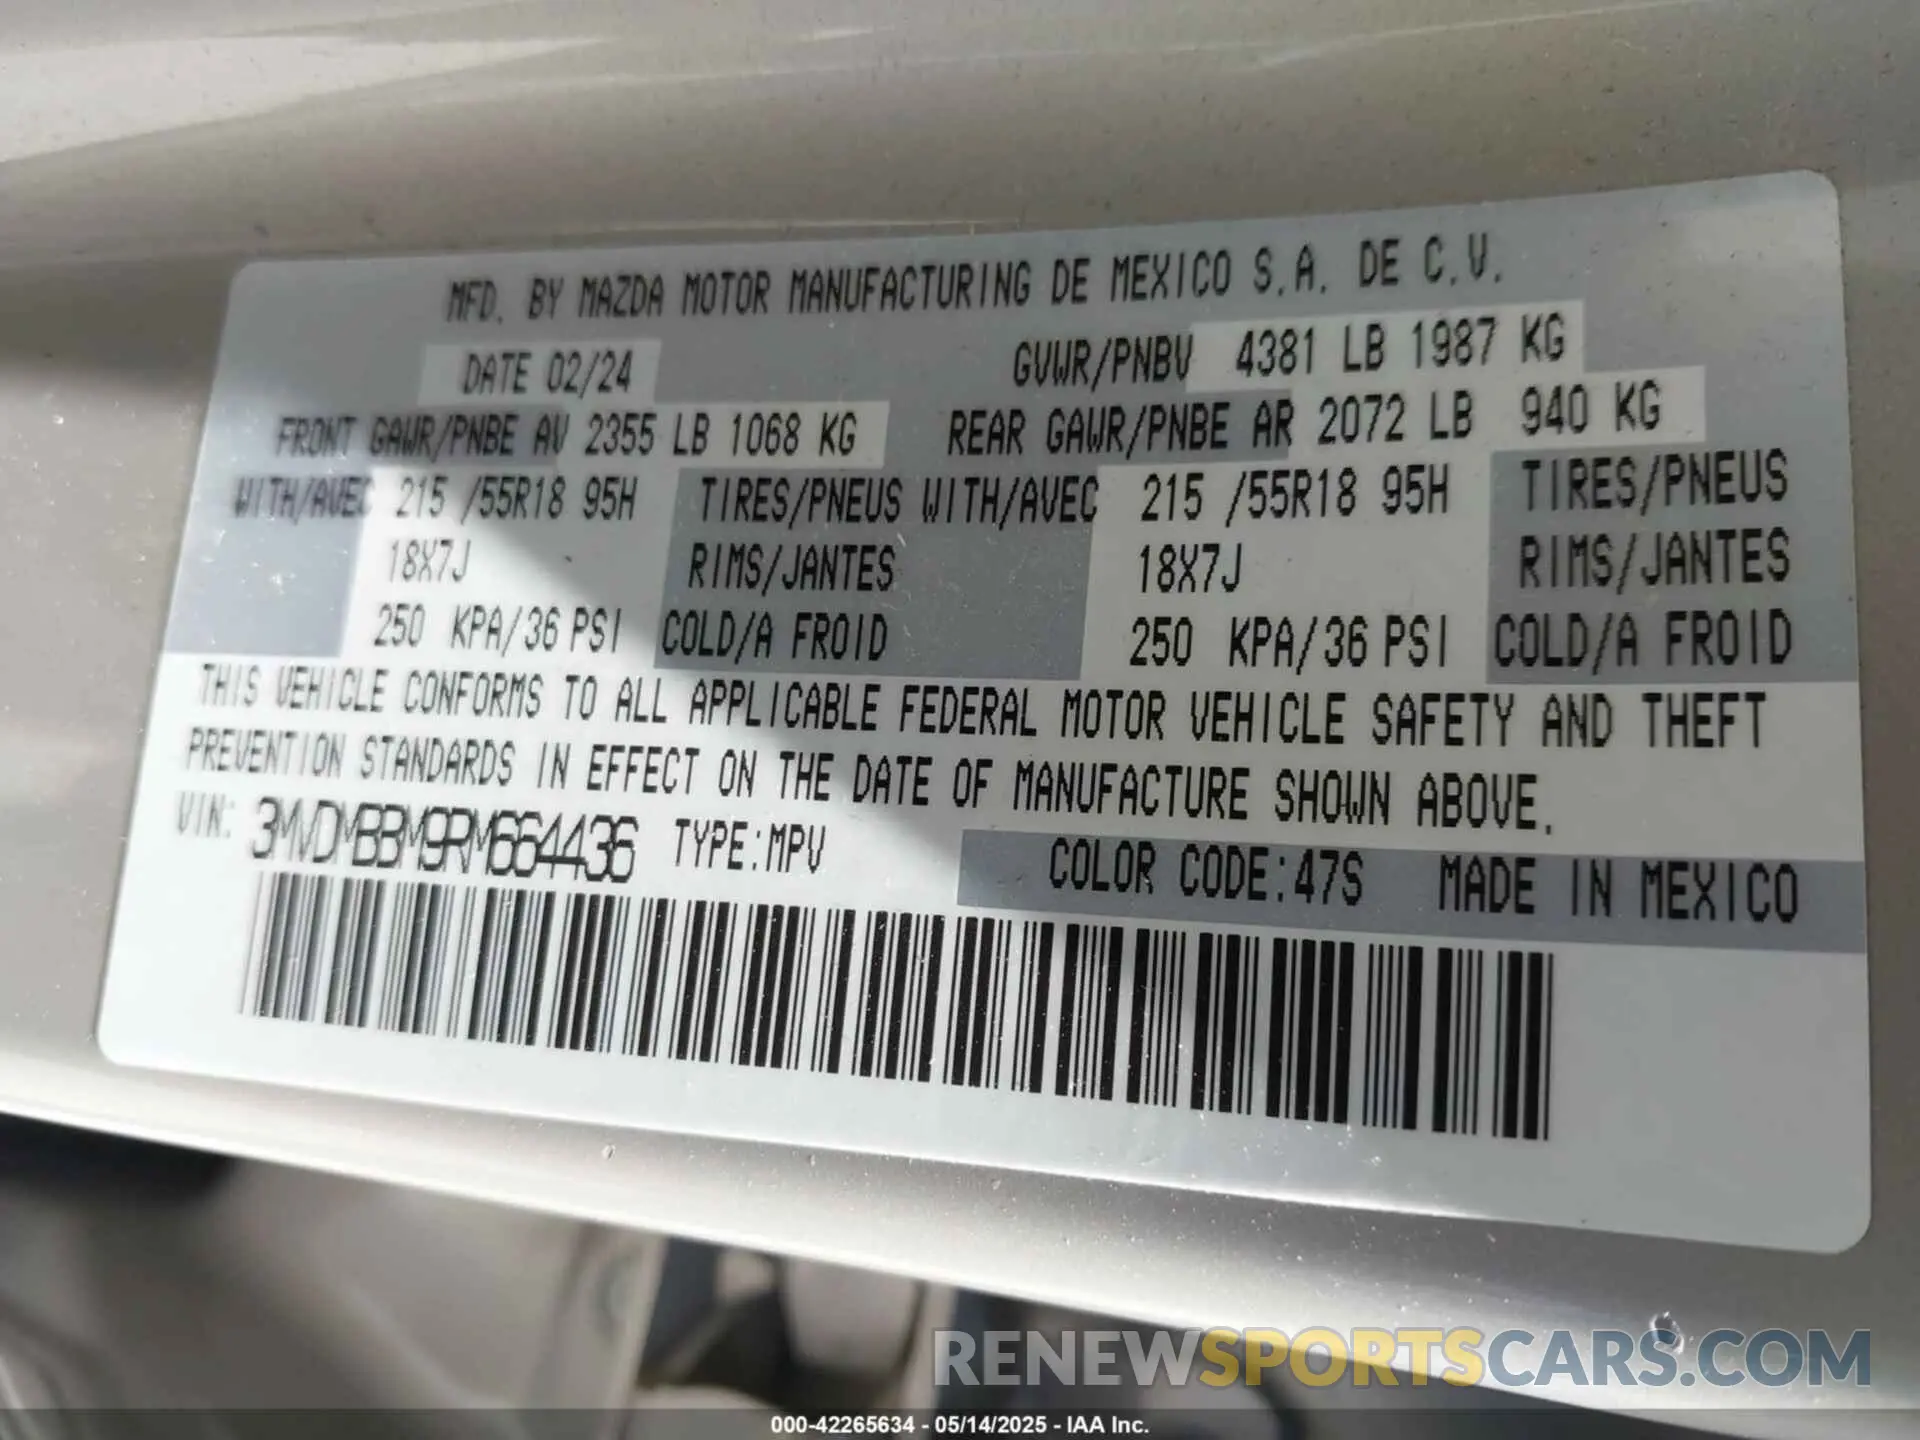 MFD. BY MAZDA MOTOR MANUFACTURING DE MEXICO S.A. DE C.V.
DATE 02/24 GVWR/PNBV 4381 LB 1987 KG
FRONT GAWR/PNBE AV 2355 LB 1068 KG REAR GAWR/PNBE AR 2072 LB 940 KG
WITH/AVEC 215 /55R18 95H TIRES/PNEUS WITH/AVEC 215 /55R18 95H TIRES/PNEUS
18X7J RIMS/JANTES 18X7J RIMS/JANTES
250 KPA/36 PSI COLD/A FROID 250 KPA/36 PSI COLD/A FROID
THIS VEHICLE CONFORMS TO ALL APPLICABLE FEDERAL MOTOR VEHICLE SAFETY AND THEFT
PREVENTION STANDARDS IN EFFECT ON THE DATE OF MANUFACTURE SHOWN ABOVE.
VIN: 3MVDMBBM9RM664436 TYPE:MPV COLOR CODE:47S MADE IN MEXICO
RENEWSPORTSCARS.COM
000-42265634 - 05/14/2025 - IAA Inc.